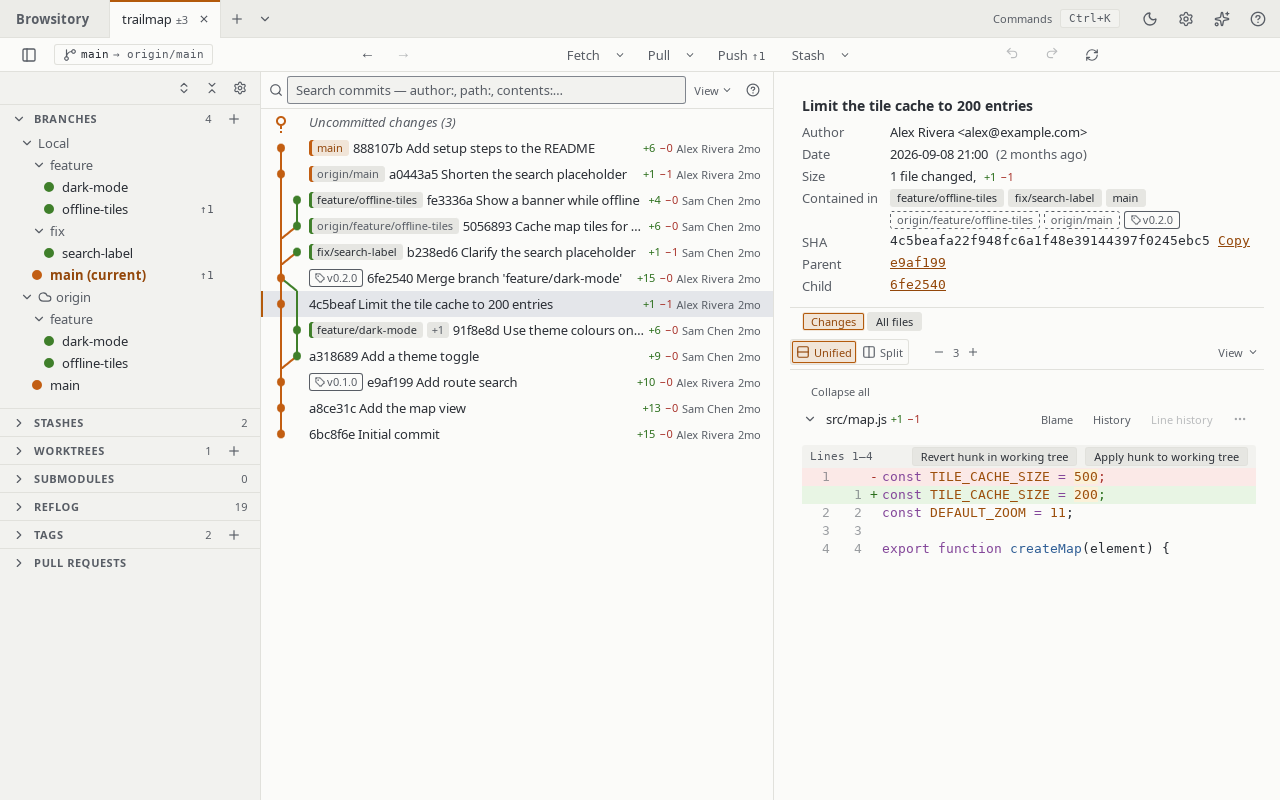 Browsitory
trailmap ±3
Commands Ctrl+K
main → origin/main
Fetch
Pull
Push ↑1
Stash
BRANCHES 4
Local
feature
dark-mode
offline-tiles ↑1
fix
search-label
main (current) ↑1
origin
feature
dark-mode
offline-tiles
main
STASHES 2
WORKTREES 1
SUBMODULES 0
REFLOG 19
TAGS 2
PULL REQUESTS
Search commits — author:, path:, contents:...
View
Uncommitted changes (3)
main 888107b Add setup steps to the README +6 −0 Alex Rivera 2mo
origin/main a0443a5 Shorten the search placeholder +1 −1 Alex Rivera 2mo
feature/offline-tiles fe3336a Show a banner while offline +4 −0 Sam Chen 2mo
origin/feature/offline-tiles 5056893 Cache map tiles for ... +6 −0 Sam Chen 2mo
fix/search-label b238ed6 Clarify the search placeholder +1 −1 Sam Chen 2mo
v0.2.0 6fe2540 Merge branch 'feature/dark-mode' +15 −0 Alex Rivera 2mo
4c5beaf Limit the tile cache to 200 entries +1 −1 Alex Rivera 2mo
feature/dark-mode +1 91f8e8d Use theme colours on... +6 −0 Sam Chen 2mo
a318689 Add a theme toggle +9 −0 Sam Chen 2mo
v0.1.0 e9af199 Add route search +10 −0 Alex Rivera 2mo
a8ce31c Add the map view +13 −0 Sam Chen 2mo
6bc8f6e Initial commit +15 −0 Alex Rivera 2mo
Limit the tile cache to 200 entries
Author Alex Rivera <alex@example.com>
Date 2026-09-08 21:00 (2 months ago)
Size 1 file changed, +1 −1
Contained in feature/offline-tiles fix/search-label main
origin/feature/offline-tiles origin/main v0.2.0
SHA 4c5beafa22f948fc6a1f48e39144397f0245ebc5 Copy
Parent e9af199
Child 6fe2540
Changes All files
Unified Split − 3 + View
Collapse all
src/map.js +1 −1 Blame History Line history ...
Lines 1–4 Revert hunk in working tree Apply hunk to working tree
1 - const TILE_CACHE_SIZE = 500;
1 + const TILE_CACHE_SIZE = 200;
2 2 const DEFAULT_ZOOM = 11;
3 3
4 4 export function createMap(element) {